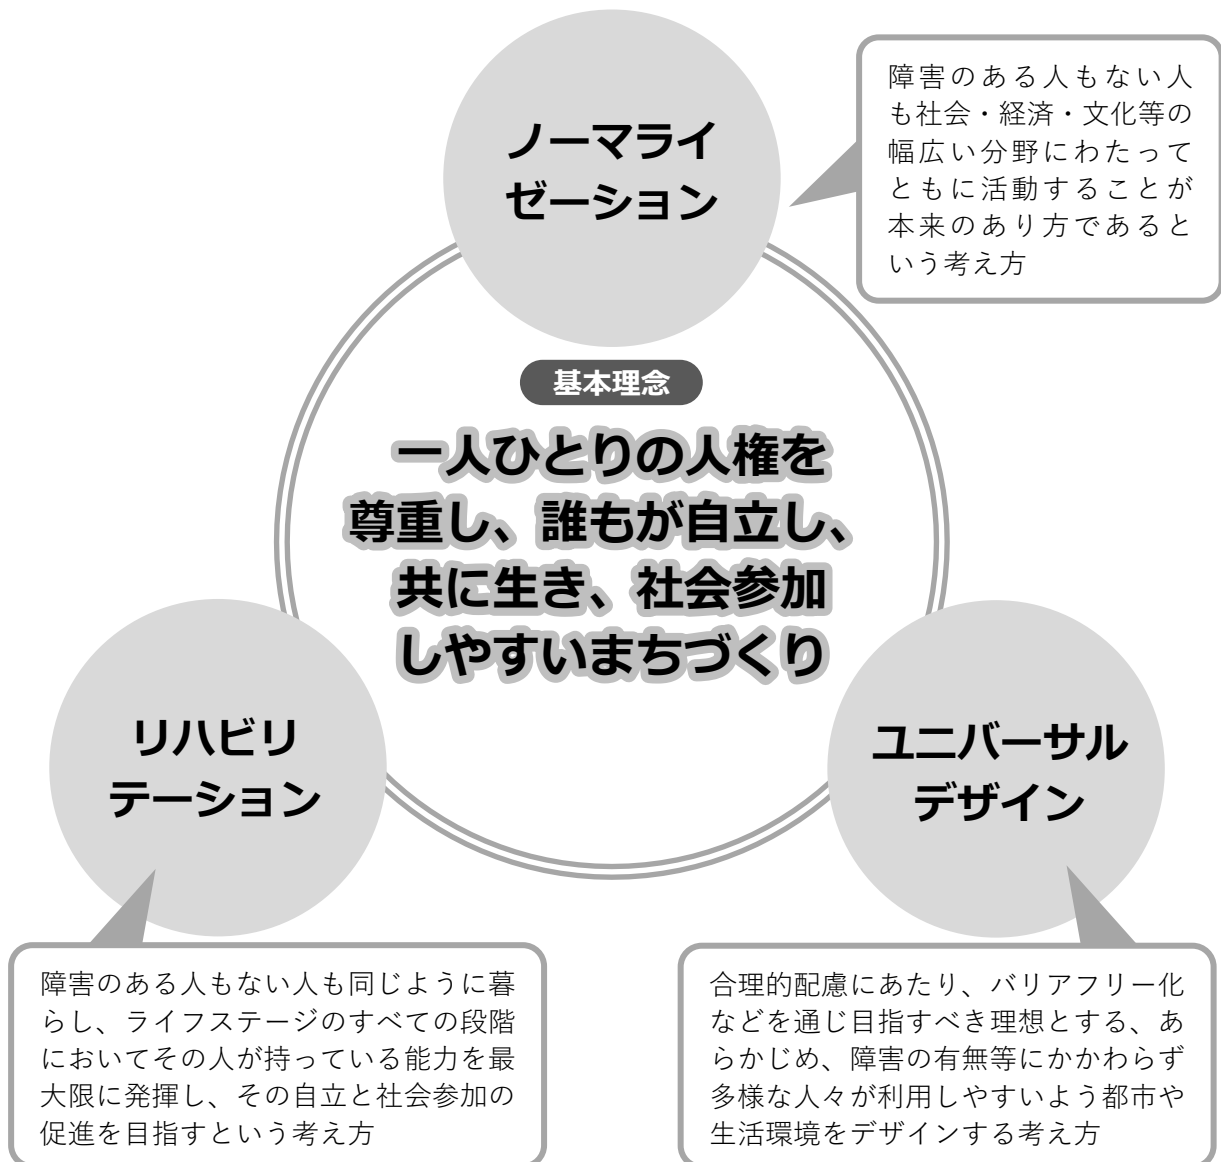 ノーマライ
ゼーション
障害のある人もない人
も社会・経済・文化等の
幅広い分野にわたって
ともに活動することが
本来のあり方であると
いう考え方
基本理念
一人ひとりの人権を
尊重し、誰もが自立し、
共に生き、社会参加
しやすいまちづくり
リハビリ
テーション
ユニバーサル
デザイン
障害のある人もない人も同じように暮
らし、ライフステージのすべての段階
においてその人が持っている能力を最
大限に発揮し、その自立と社会参加の
促進を目指すという考え方
合理的配慮にあたり、バリアフリー化
などを通じ目指すべき理想とする、あ
らかじめ、障害の有無等にかかわらず
多様な人々が利用しやすいよう都市や
生活環境をデザインする考え方